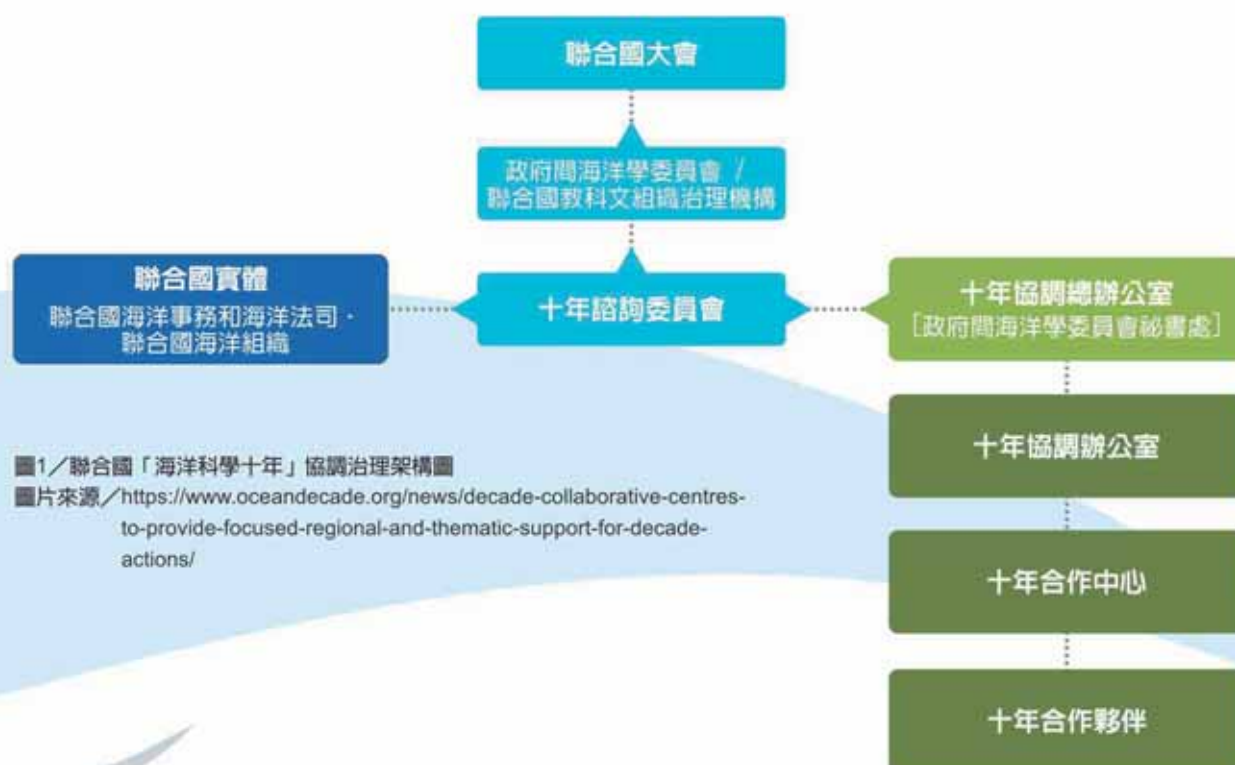 聯合國大會
政府間海洋學委員會 /
聯合國教科文組織治理機構
聯合國實體
聯合國海洋事務和海洋法司．
聯合國海洋組織
十年諮詢委員會
十年協調總辦公室
[政府間海洋學委員會祕書處]
十年協調辦公室
十年合作中心
十年合作夥伴
圖1／聯合國「海洋科學十年」協調治理架構圖
圖片來源／https://www.oceandecade.org/news/decade-collaborative-centres-
to-provide-focused-regional-and-thematic-support-for-decade-
actions/